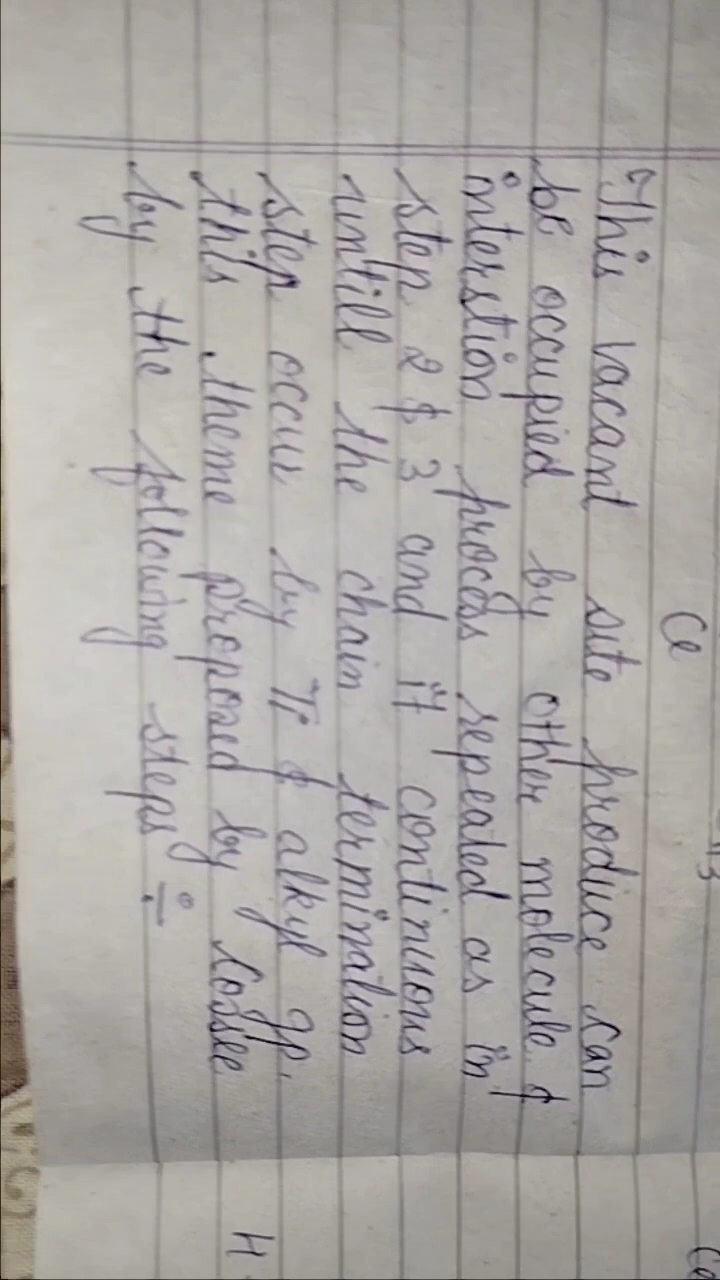 Cl
This vacant site produce can
be occupied by other molecule &
interstion process repeated as in
step 2 & 3 and it continuous
untill the chain termination
step occur by Ti & alkyl gp.
this theme proposed by Cossee
by the following steps :-
H